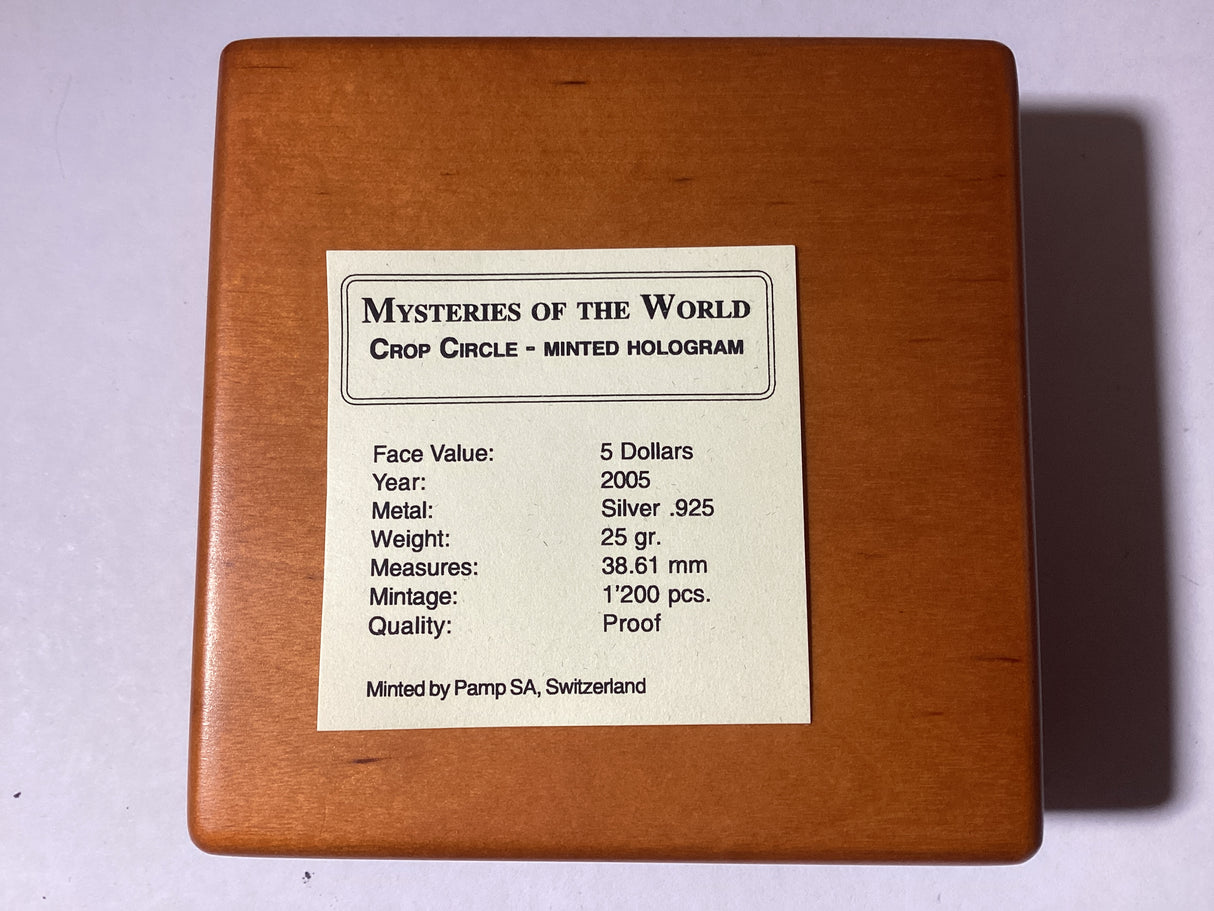 Mysteries of the World
Crop Circle - minted hologram
Face Value: 5 Dollars
Year: 2005
Metal: Silver .925
Weight: 25 gr.
Measures: 38.61 mm
Mintage: 1'200 pcs.
Quality: Proof
Minted by Pamp SA, Switzerland